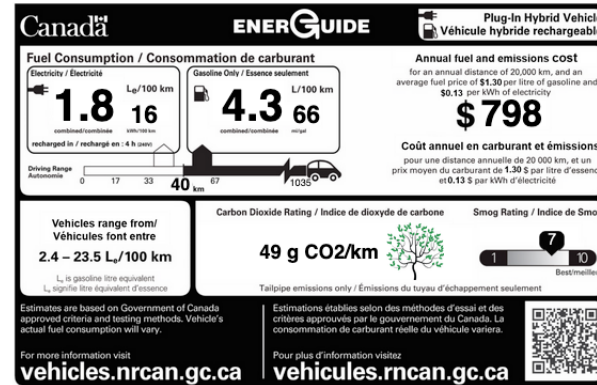 Canada
ENERGUIDE
Plug-In Hybrid Vehicle
Véhicule hybride rechargeable
Fuel Consumption / Consommation de carburant
Electricity / Électricité
1.8
Le/100 km
16
combined/combinée
kWh/100 km
recharged in / rechargé en : 4 h (240V)
Gasoline Only / Essence seulement
4.3
L/100 km
66
combined/combinée
mi/gal
Driving Range
Autonomie
0 17 33 40 km 67 1035
Annual fuel and emissions COST
for an annual distance of 20,000 km, and an
average fuel price of $1.30 per litre of gasoline and
$0.13 per kWh of electricity
$798
Coût annuel en carburant et émissions
pour une distance annuelle de 20 000 km, et un
prix moyen du carburant de 1.30 $ par litre d'essence
et 0.13 $ par kWh d'électricité
Vehicles range from/
Véhicules font entre
2.4 – 23.5 Le/100 km
Le is gasoline litre equivalent
Le signifie litre équivalent d'essence
Carbon Dioxide Rating / Indice de dioxyde de carbone
49 g CO2/km
Tailpipe emissions only / Émissions du tuyau d'échappement seulement
Smog Rating / Indice de Smo
7
1 10
Best/meille
Estimates are based on Government of Canada
approved criteria and testing methods. Vehicle's
actual fuel consumption will vary.
For more information visit
vehicles.nrcan.gc.ca
Estimations établies selon des méthodes d'essai et des
critères approuvés par le gouvernement du Canada. La
consommation de carburant réelle du véhicule variera.
Pour plus d'information visitez
vehicules.nrcan.gc.ca